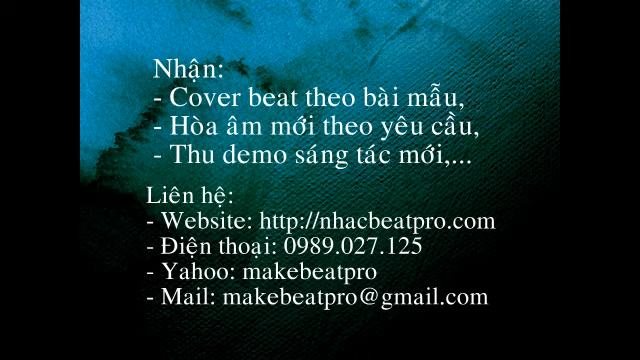 Nhận:
- Cover beat theo bài mẫu,
- Hòa âm mới theo yêu cầu,
- Thu demo sáng tác mới,...
Liên hệ:
- Website: http://nhacbeatpro.com
- Điện thoại: 0989.027.125
- Yahoo: makebeatpro
- Mail: makebeatpro@gmail.com